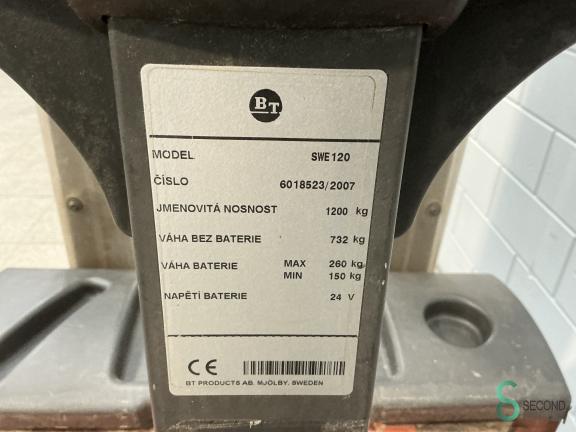 BT
MODEL SWE120
ČÍSLO 6018523/2007
JMENOVITÁ NOSNOST 1200 kg
VÁHA BEZ BATERIE 732 kg
VÁHA BATERIE MAX 260 kg
MIN 150 kg
NAPĚTÍ BATERIE 24 V
CE
BT PRODUCTS AB. MJÖLBY. SWEDEN
SECOND